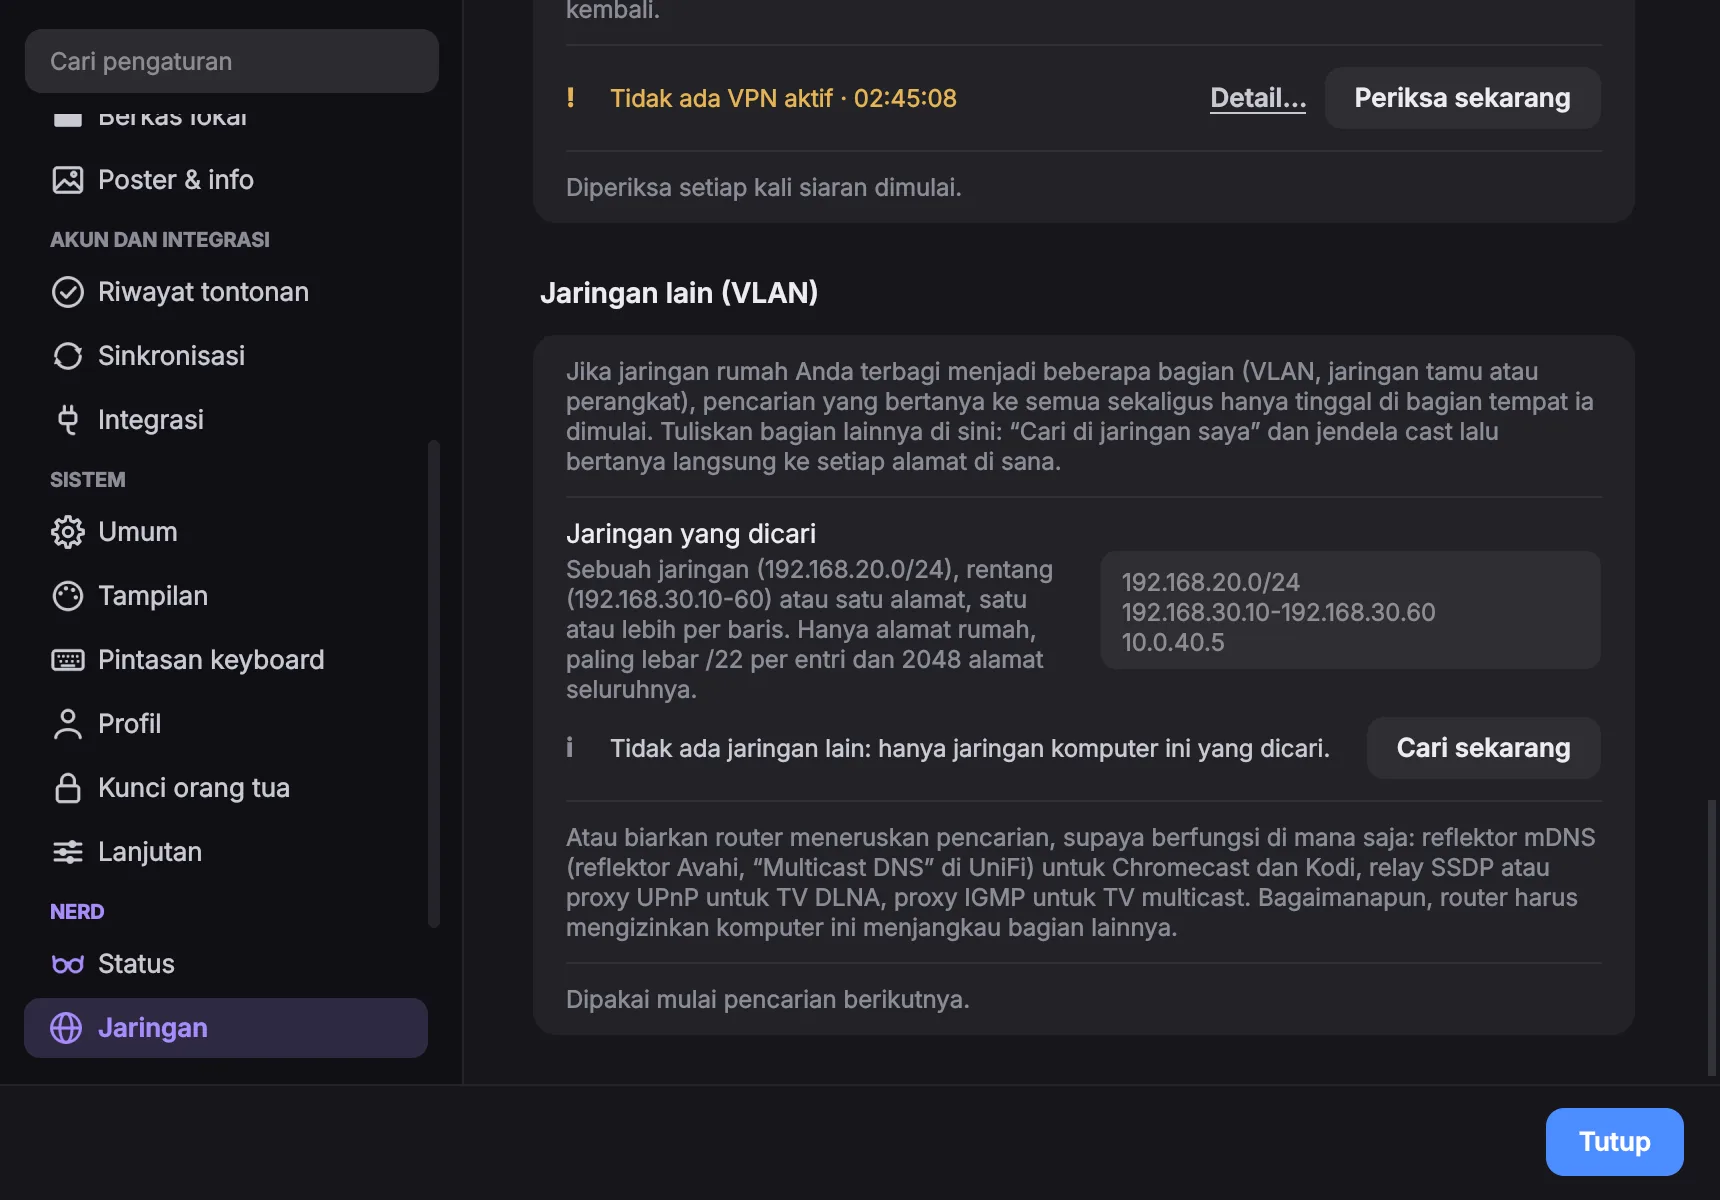 Cari pengaturan
Berkas lokal
Poster & info
AKUN DAN INTEGRASI
Riwayat tontonan
Sinkronisasi
Integrasi
SISTEM
Umum
Tampilan
Pintasan keyboard
Profil
Kunci orang tua
Lanjutan
NERD
Status
Jaringan
kembali.
! Tidak ada VPN aktif · 02:45:08
Detail...
Periksa sekarang
Diperiksa setiap kali siaran dimulai.
Jaringan lain (VLAN)
Jika jaringan rumah Anda terbagi menjadi beberapa bagian (VLAN, jaringan tamu atau
perangkat), pencarian yang bertanya ke semua sekaligus hanya tinggal di bagian tempat ia
dimulai. Tuliskan bagian lainnya di sini: “Cari di jaringan saya” dan jendela cast lalu
bertanya langsung ke setiap alamat di sana.
Jaringan yang dicari
Sebuah jaringan (192.168.20.0/24), rentang
(192.168.30.10-60) atau satu alamat, satu
atau lebih per baris. Hanya alamat rumah,
paling lebar /22 per entri dan 2048 alamat
seluruhnya.
192.168.20.0/24
192.168.30.10-192.168.30.60
10.0.40.5
i Tidak ada jaringan lain: hanya jaringan komputer ini yang dicari.
Cari sekarang
Atau biarkan router meneruskan pencarian, supaya berfungsi di mana saja: reflektor mDNS
(reflektor Avahi, “Multicast DNS” di UniFi) untuk Chromecast dan Kodi, relay SSDP atau
proxy UPnP untuk TV DLNA, proxy IGMP untuk TV multicast. Bagaimanapun, router harus
mengizinkan komputer ini menjangkau bagian lainnya.
Dipakai mulai pencarian berikutnya.
Tutup